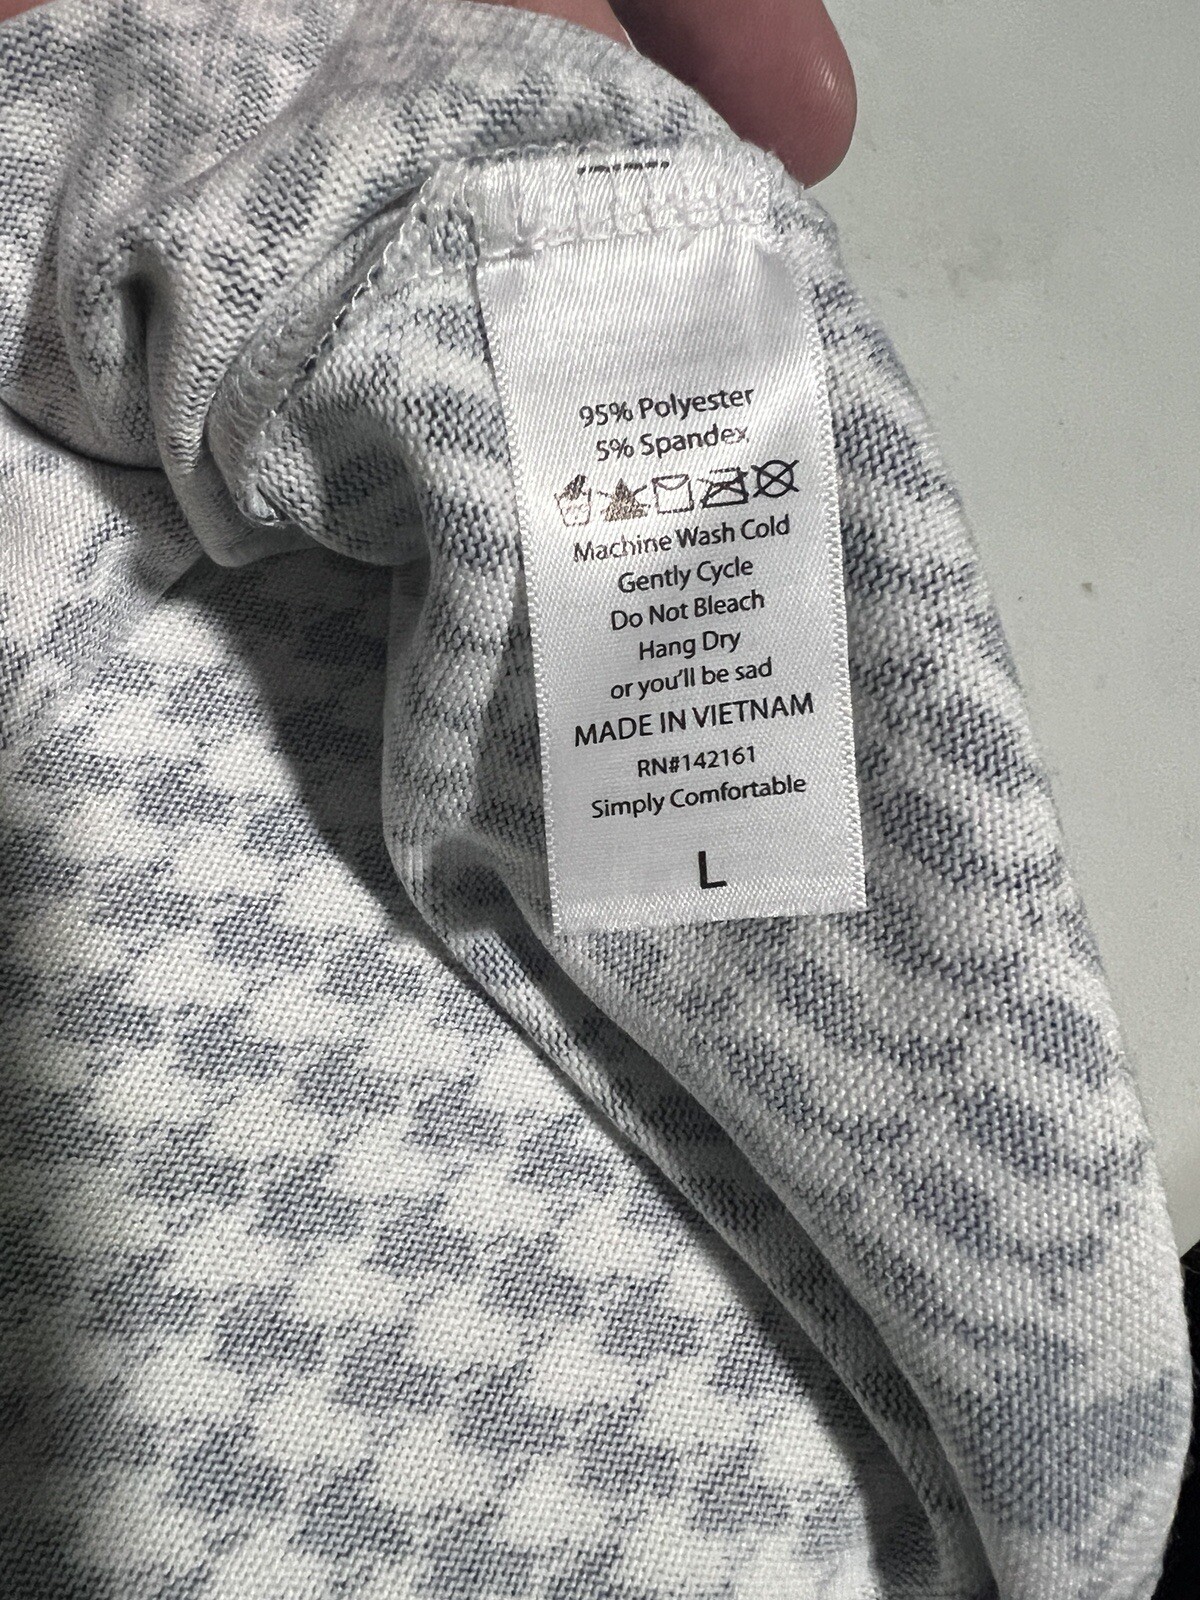 95% Polyester
5% Spandex
Machine Wash Cold
Gently Cycle
Do Not Bleach
Hang Dry
or you'll be sad
MADE IN VIETNAM
RN#142161
Simply Comfortable
L